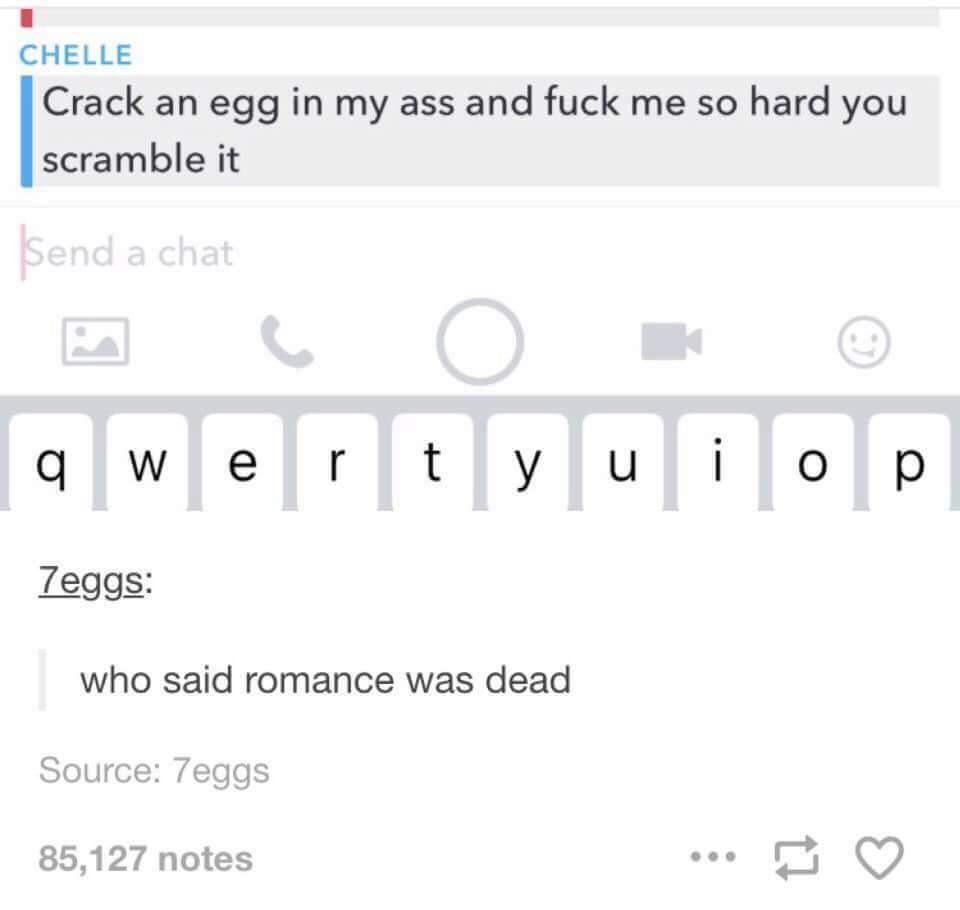 CHELLE
Crack an egg in my ass and fuck me so hard you
scramble it
Send a chat
q w e r t y u i o p
7eggs:
who said romance was dead
Source: 7eggs
85,127 notes